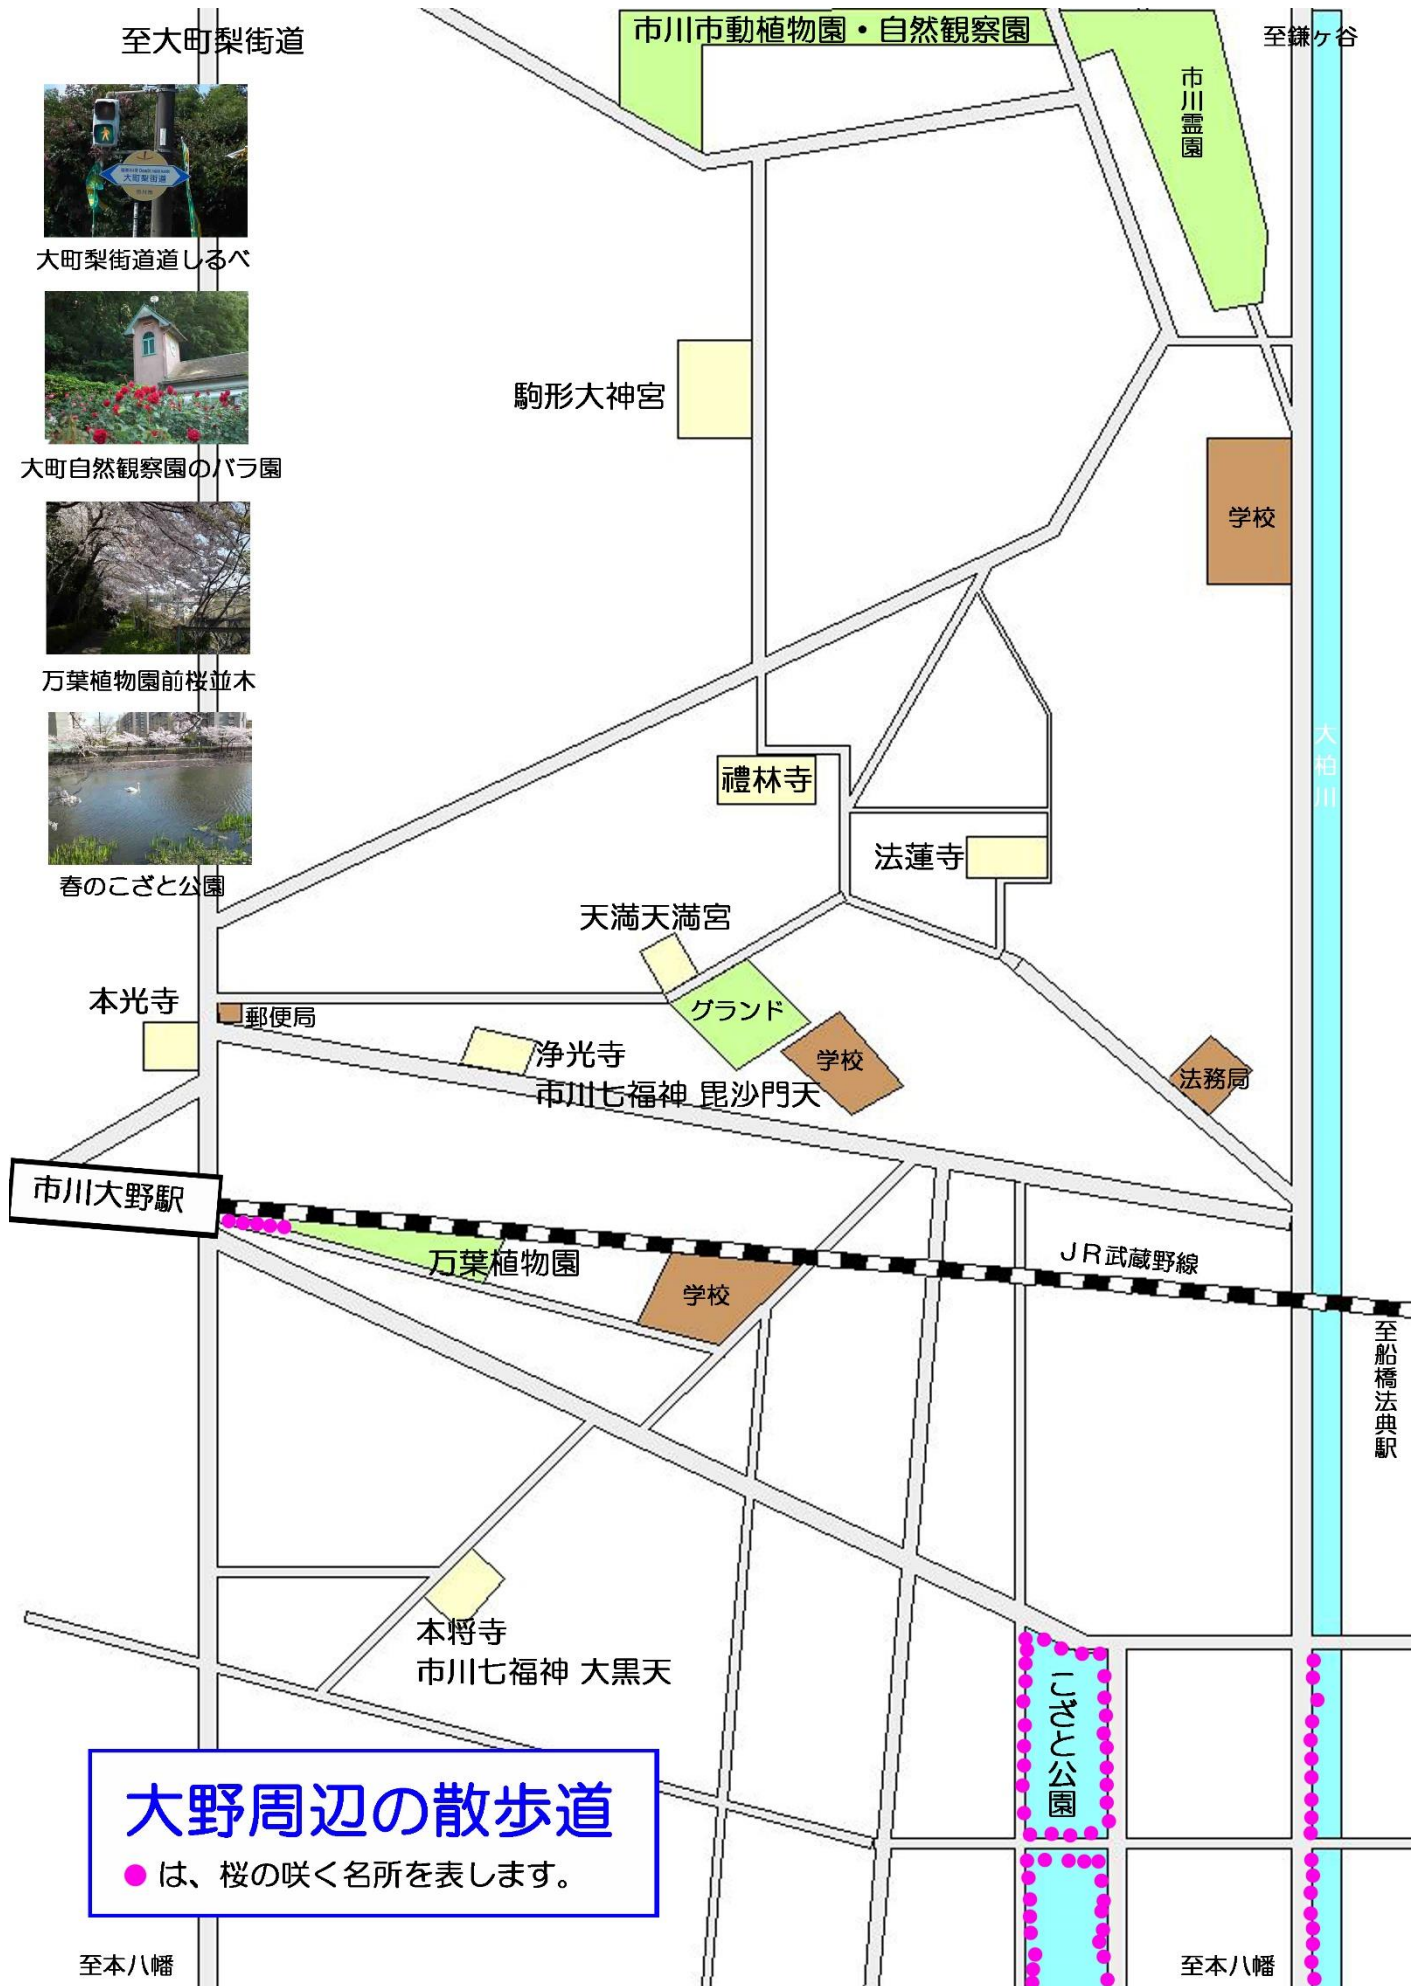 至大町梨街道
市川市動植物園・自然観察園
至鎌ヶ谷
市川霊園
大町梨街道
大町梨街道道しるべ
大町自然観察園のバラ園
駒形大神宮
学校
万葉植物園前桜並木
大柏川
禮林寺
法蓮寺
春のこざと公園
天満天満宮
本光寺
郵便局
グランド
浄光寺
市川七福神 毘沙門天
学校
法務局
市川大野駅
万葉植物園
学校
ＪＲ武蔵野線
至船橋法典駅
本将寺
市川七福神 大黒天
こざと公園
大野周辺の散歩道
●は、桜の咲く名所を表します。
至本八幡
至本八幡